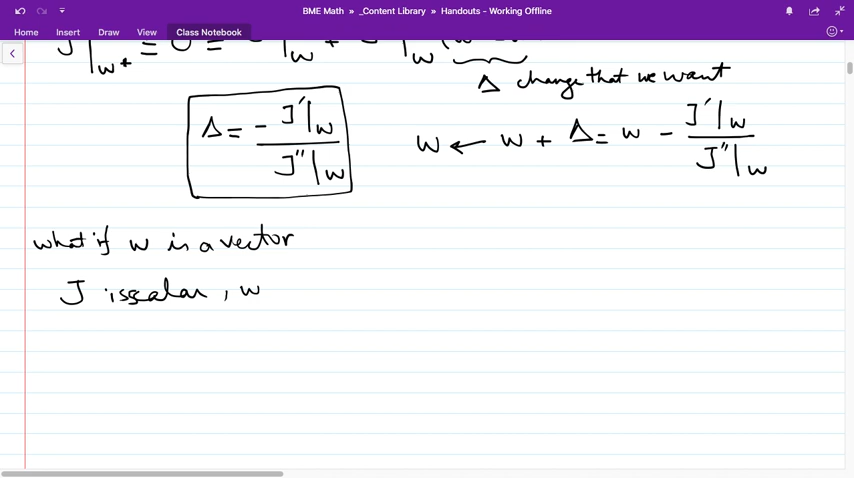 BME Math » _Content Library » Handouts - Working Offline
Home Insert Draw View Class Notebook
Δ change that we want
Δ = - J'|w / J''|w
w ← w + Δ = w - J'|w / J''|w
what if w is a vector
J is scalar, w